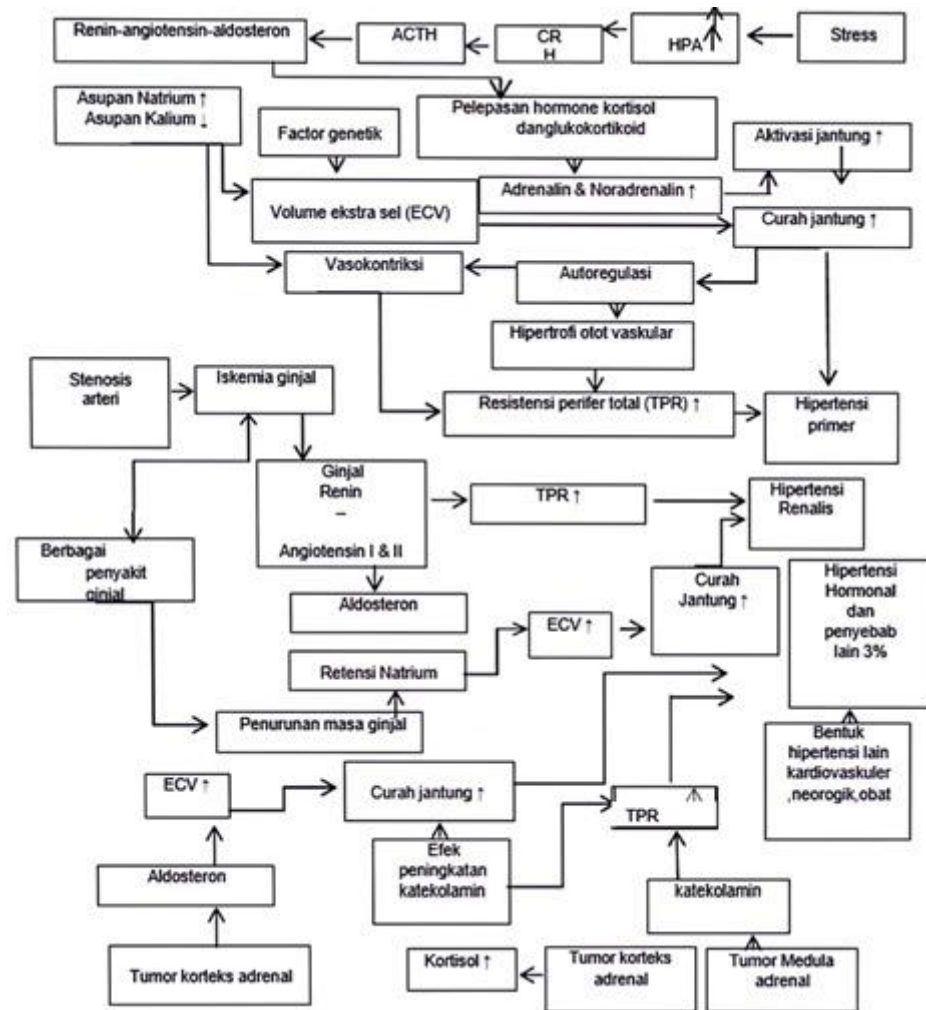 Renin-angiotensin-aldosteron
ACTH
CR
H
HPA
Stress
Asupan Natrium ↑
Asupan Kalium ↓
Factor genetik
Pelepasan hormone kortisol
danglukokortikoid
Aktivasi jantung ↑
Adrenalin & Noradrenalin ↑
Volume ekstra sel (ECV)
Curah jantung ↑
Vasokontriksi
Autoregulasi
Hipertrofi otot vaskular
Stenosis
arteri
Iskemia ginjal
Resistensi perifer total (TPR) ↑
Hipertensi
primer
Ginjal
Renin
–
Angiotensin I & II
TPR ↑
Hipertensi
Renalis
Berbagai
penyakit
ginjal
Aldosteron
ECV ↑
Curah
Jantung ↑
Hipertensi
Hormonal
dan
penyebab
lain 3%
Retensi Natrium
Penurunan masa ginjal
Bentuk
hipertensi lain
kardiovaskuler
,neorogik,obat
ECV ↑
Curah jantung ↑
TPR
Efek
peningkatan
katekolamin
Aldosteron
katekolamin
Tumor korteks adrenal
Kortisol ↑
Tumor korteks
adrenal
Tumor Medula
adrenal